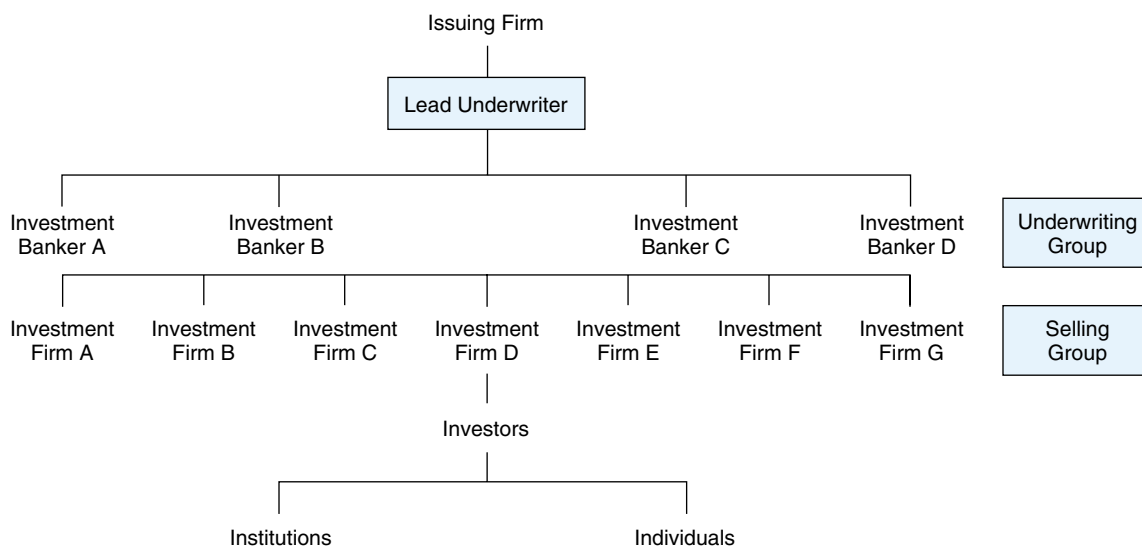 Issuing Firm
Lead Underwriter
Investment
Banker A
Investment
Banker B
Investment
Banker C
Investment
Banker D
Underwriting
Group
Investment
Firm A
Investment
Firm B
Investment
Firm C
Investment
Firm D
Investment
Firm E
Investment
Firm F
Investment
Firm G
Selling
Group
Investors
Institutions
Individuals